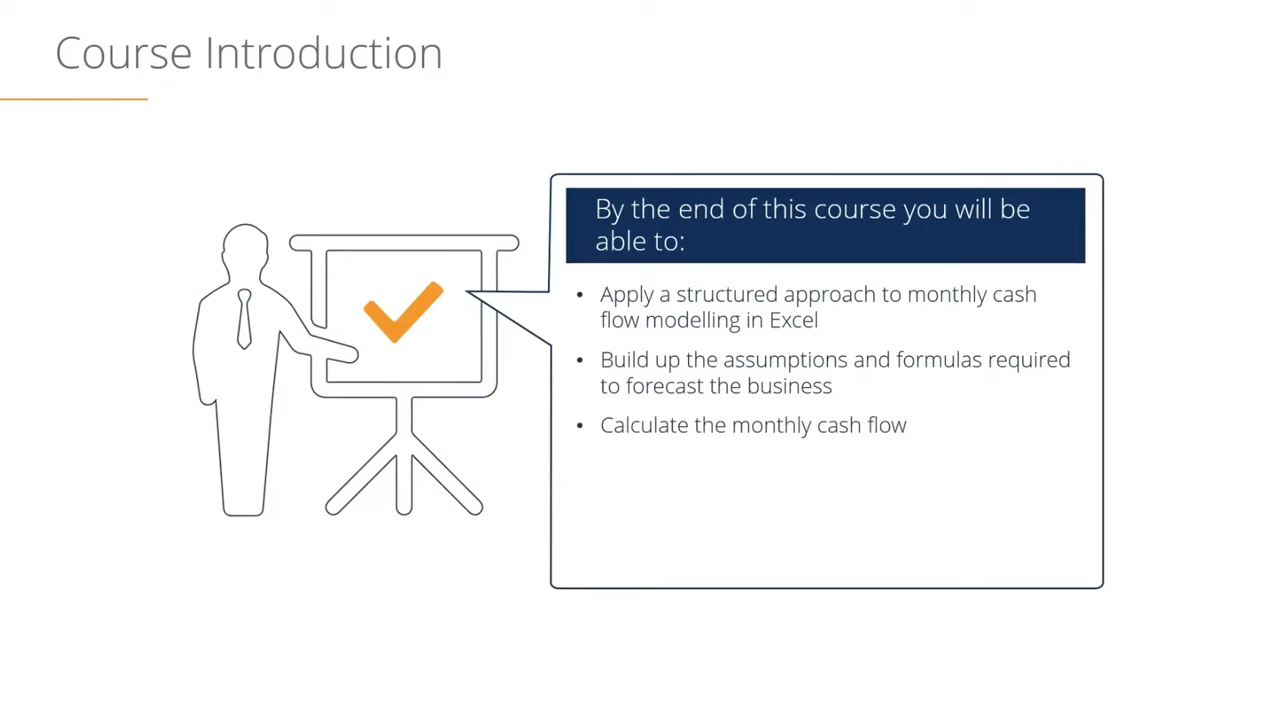 Course Introduction
By the end of this course you will be
able to:
• Apply a structured approach to monthly cash
flow modelling in Excel
• Build up the assumptions and formulas required
to forecast the business
• Calculate the monthly cash flow